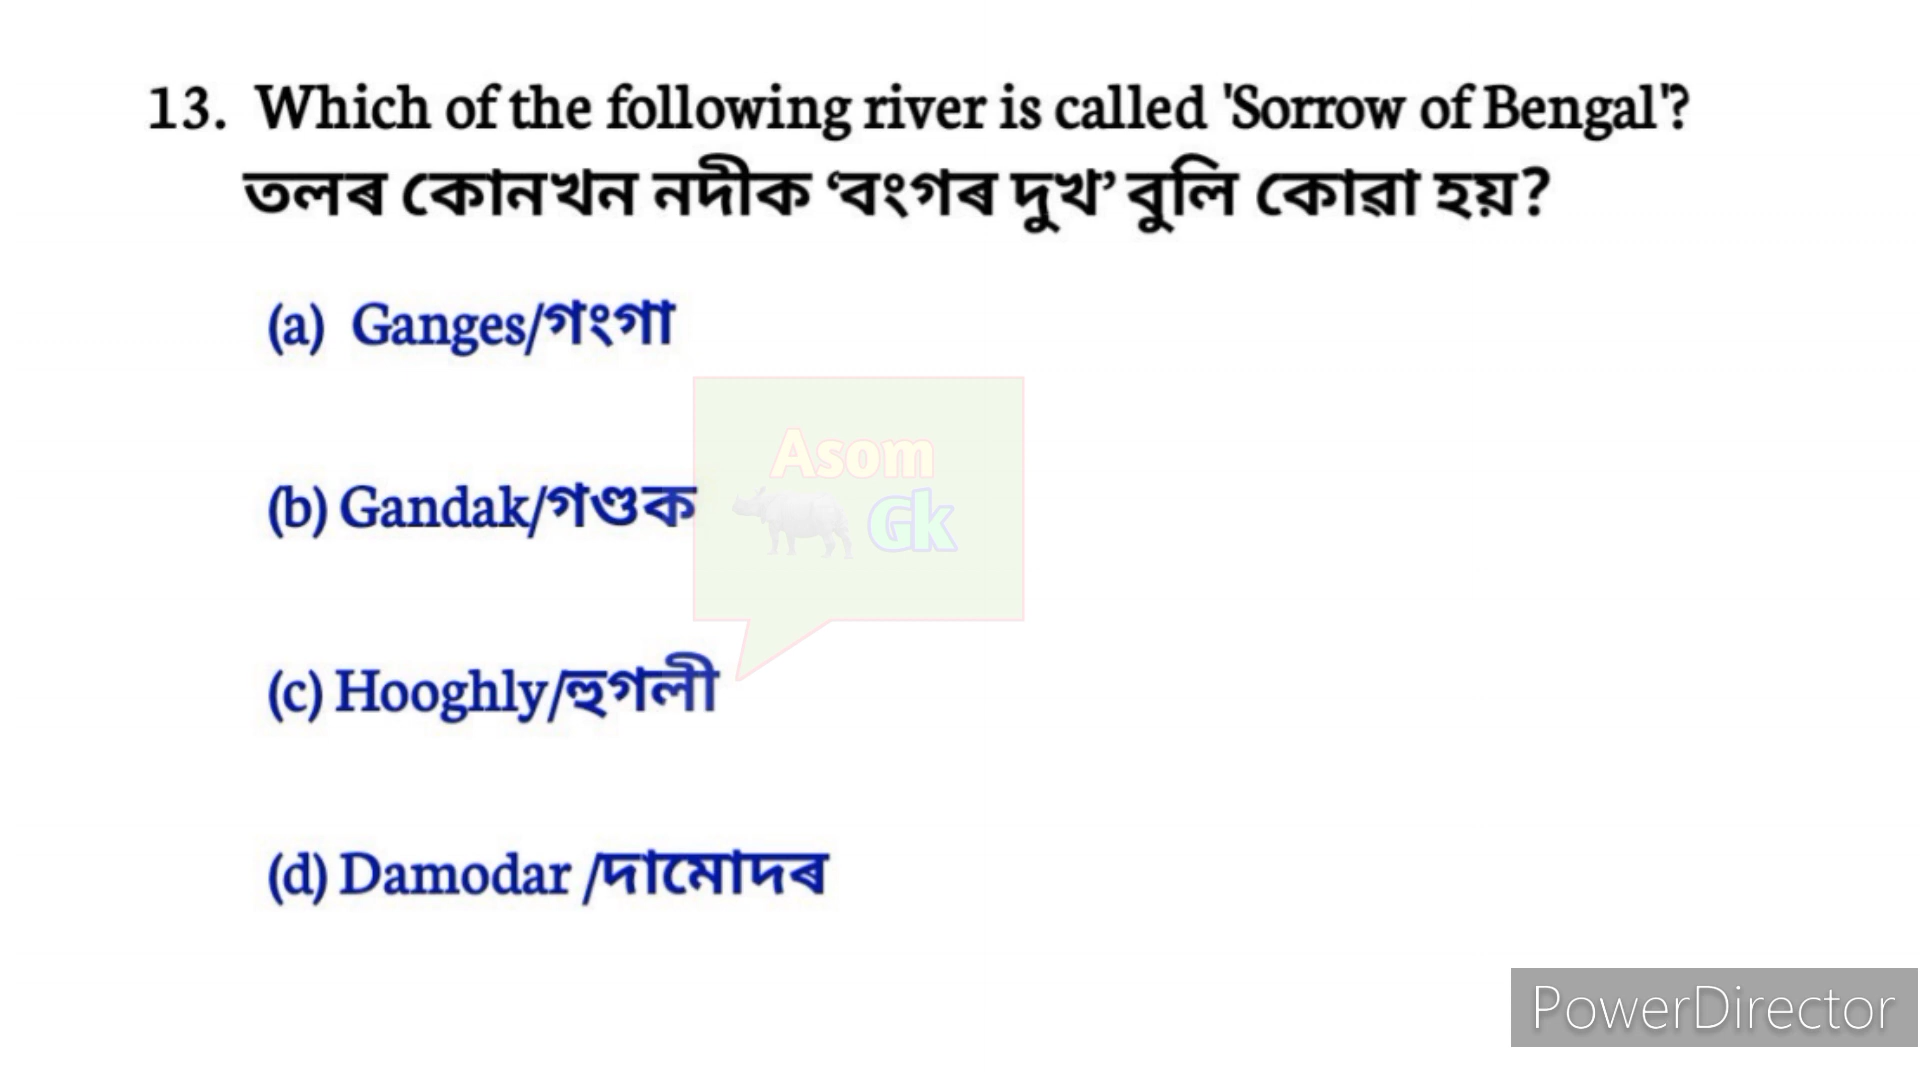 13. Which of the following river is called 'Sorrow of Bengal'?
তলৰ কোনখন নদীক ‘বংগৰ দুখ’ বুলি কোৱা হয়?
(a) Ganges/গংগা
Asom
(b) Gandak/গণ্ডক
Gk
(c) Hooghly/হুগলী
(d) Damodar /দামোদৰ
PowerDirector